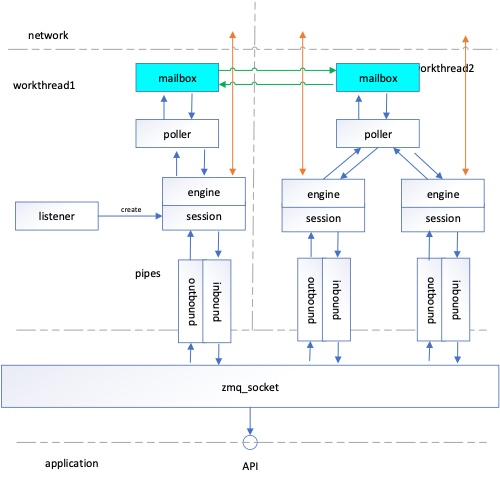 network
workthread1
mailbox
mailbox
orkthread2
poller
poller
engine
session
engine
session
engine
session
listener
create
pipes
outbound
inbound
outbound
inbound
outbound
inbound
zmq_socket
application
API